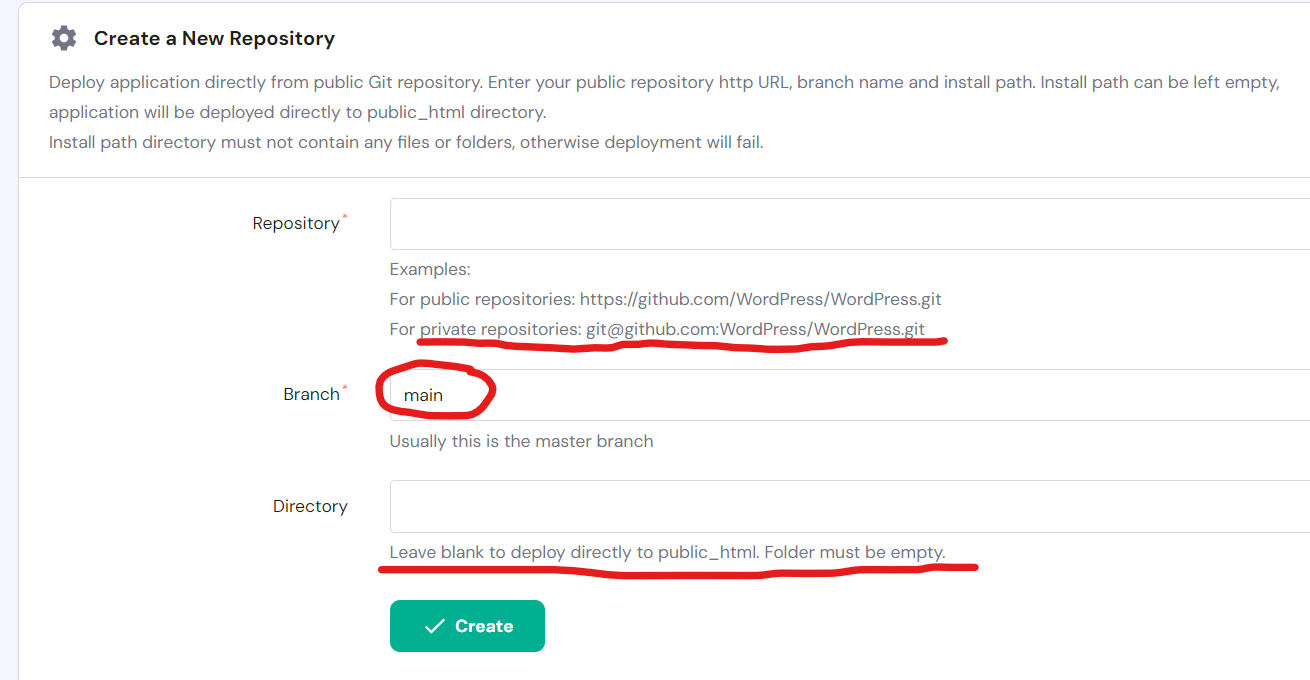 Create a New Repository
Deploy application directly from public Git repository. Enter your public repository http URL, branch name and install path. Install path can be left empty,
application will be deployed directly to public_html directory.
Install path directory must not contain any files or folders, otherwise deployment will fail.
Repository*
Examples:
For public repositories: https://github.com/WordPress/WordPress.git
For private repositories: git@github.com:WordPress/WordPress.git
Branch* main
Usually this is the master branch
Directory
Leave blank to deploy directly to public_html. Folder must be empty.
Create